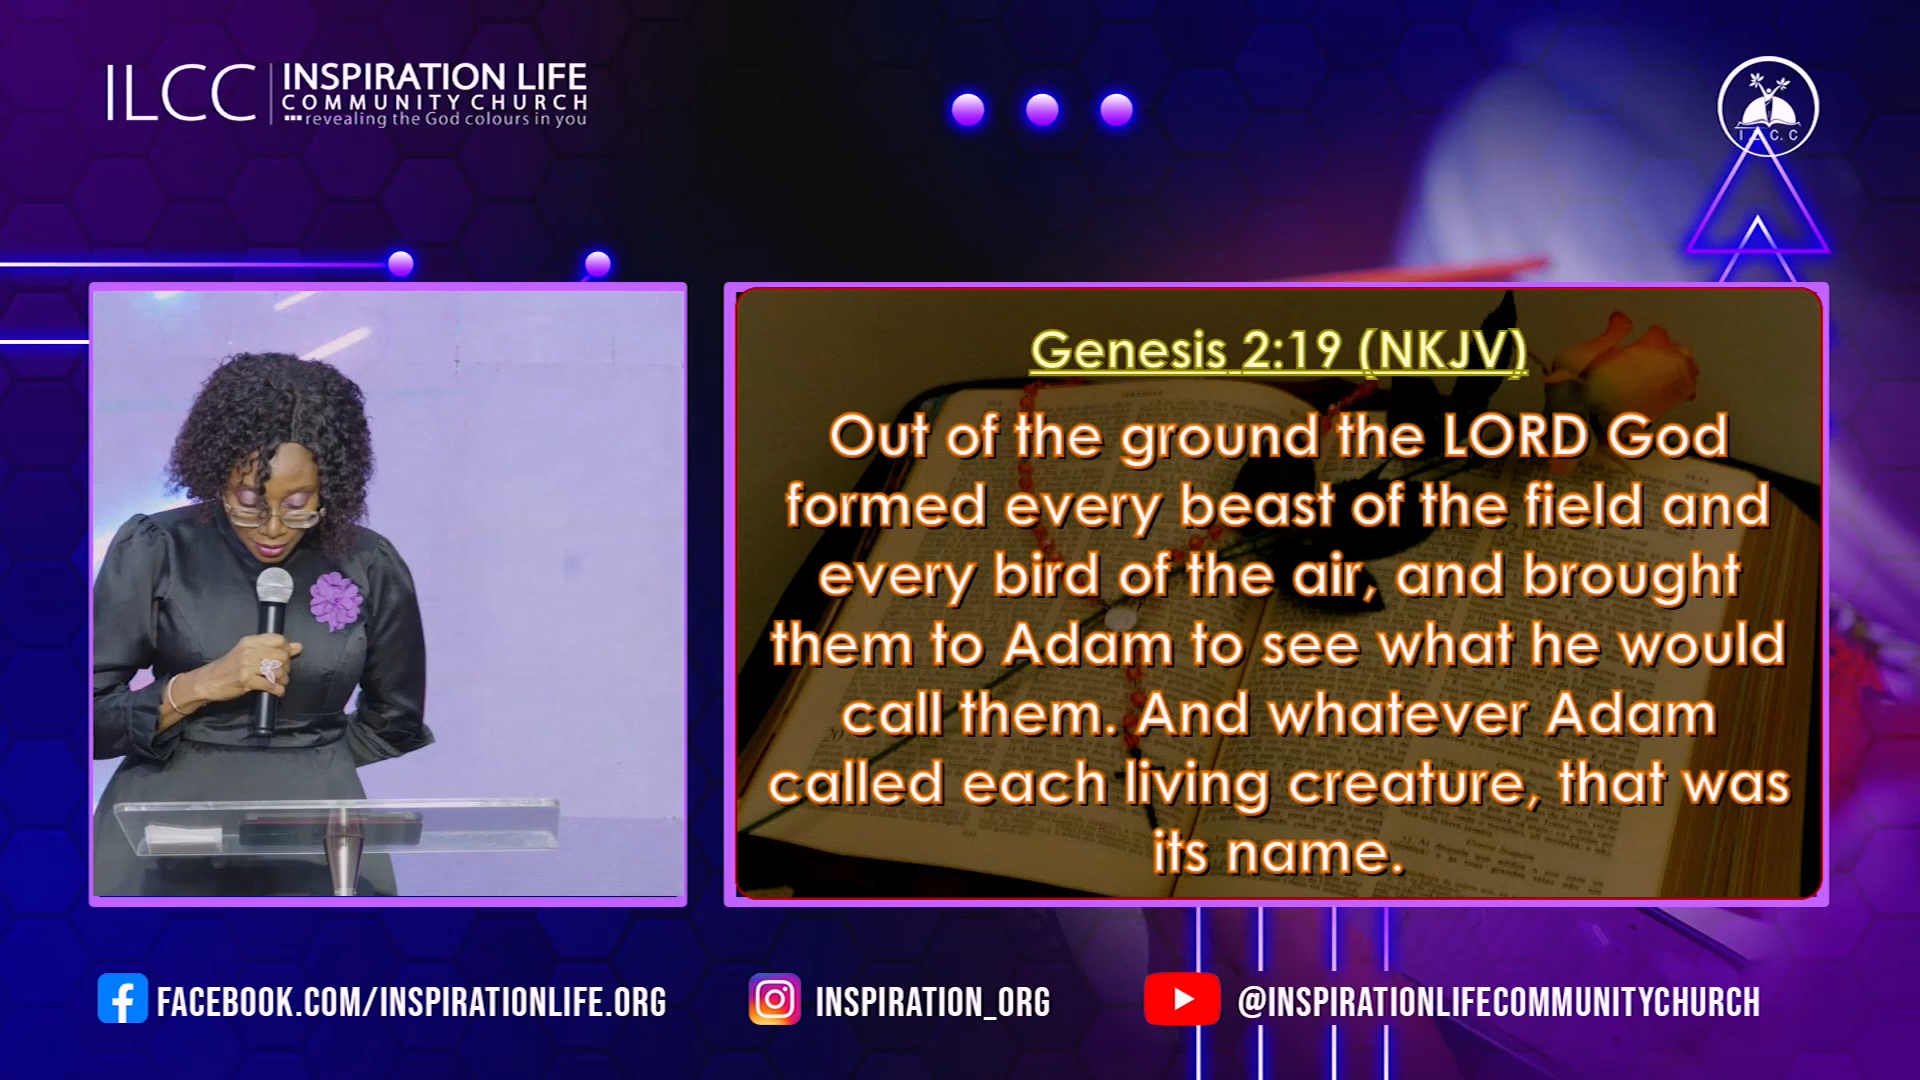 ILCC
INSPIRATION LIFE
COMMUNITY CHURCH
...revealing the God colours in you
I.L.C.C
Genesis 2:19 (NKJV)
Out of the ground the LORD God
formed every beast of the field and
every bird of the air, and brought
them to Adam to see what he would
call them. And whatever Adam
called each living creature, that was
its name.
FACEBOOK.COM/INSPIRATIONLIFE.ORG
INSPIRATION_ORG
@INSPIRATIONLIFECOMMUNITYCHURCH